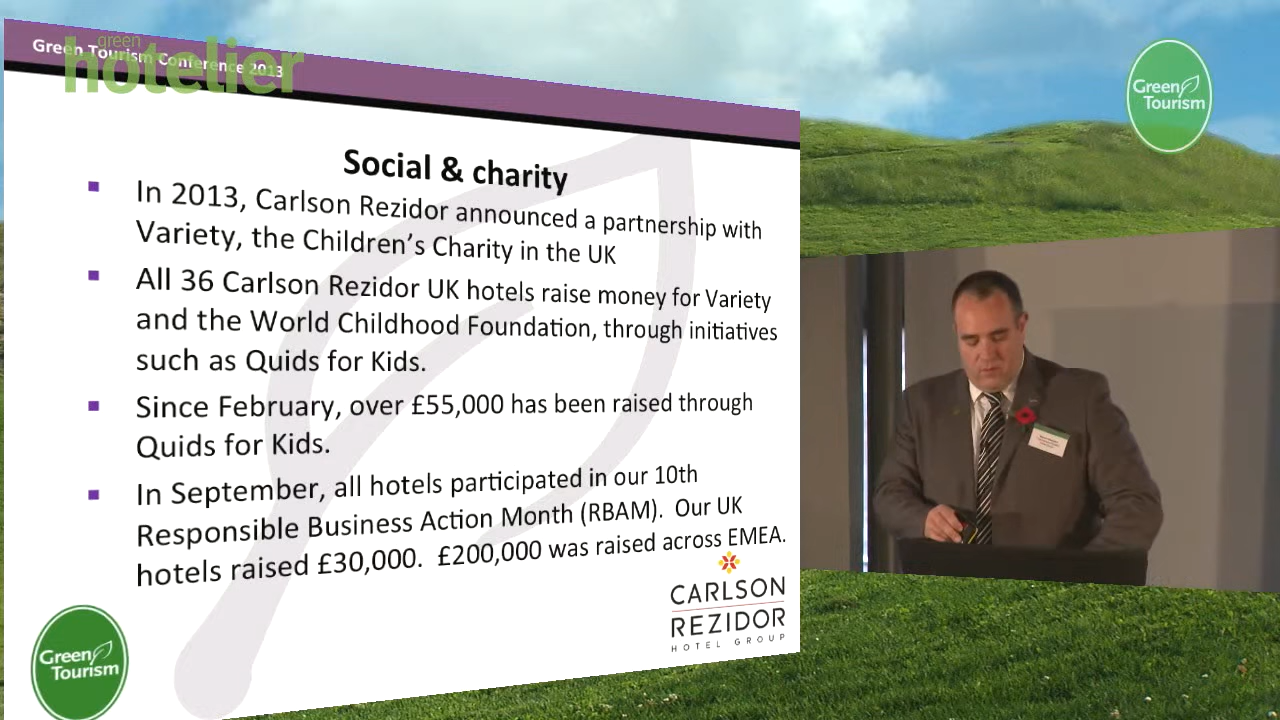 Green Tourism Conference 2013
green
hotelier
Green
Tourism
Social & charity
In 2013, Carlson Rezidor announced a partnership with
Variety, the Children's Charity in the UK
All 36 Carlson Rezidor UK hotels raise money for Variety
and the World Childhood Foundation, through initiatives
such as Quids for Kids.
Since February, over £55,000 has been raised through
Quids for Kids.
In September, all hotels participated in our 10th
Responsible Business Action Month (RBAM).  Our UK
hotels raised £30,000.  £200,000 was raised across EMEA.
CARLSON
REZIDOR
HOTEL GROUP
Green
Tourism